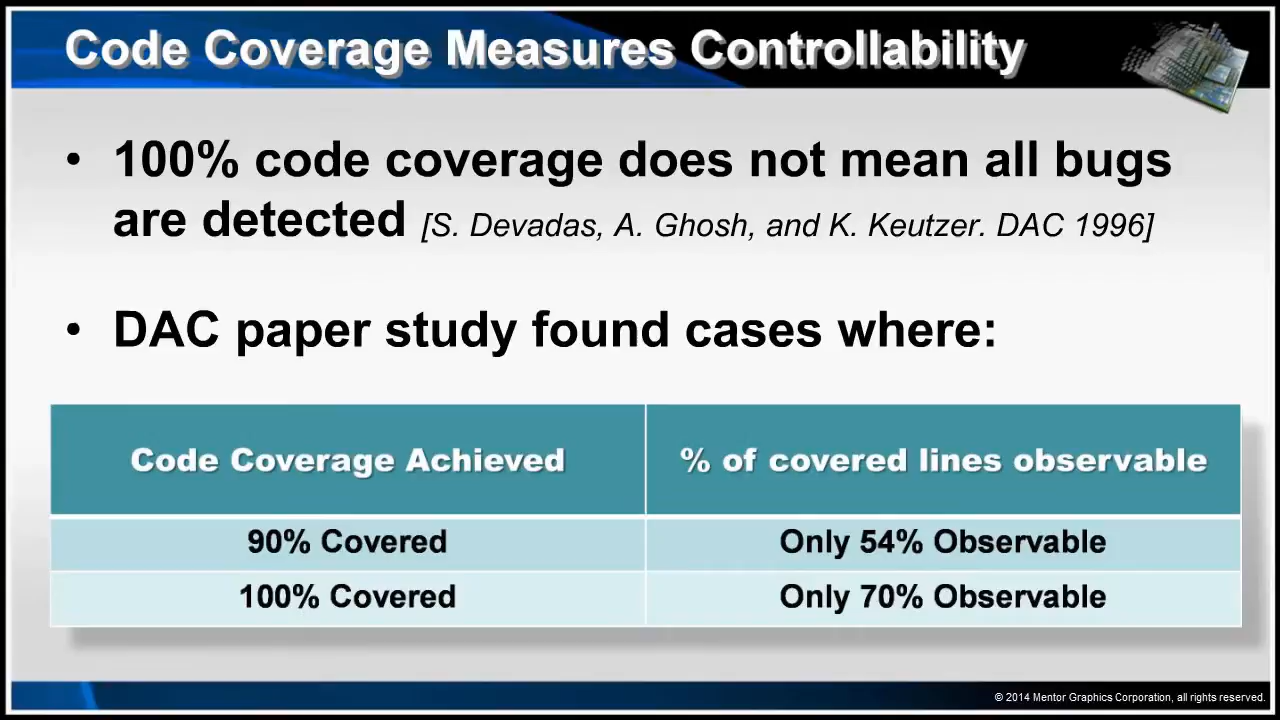 Code Coverage Measures Controllability
• 100% code coverage does not mean all bugs
are detected [S. Devadas, A. Ghosh, and K. Keutzer. DAC 1996]
• DAC paper study found cases where:
Code Coverage Achieved % of covered lines observable
90% Covered Only 54% Observable
100% Covered Only 70% Observable
© 2014 Mentor Graphics Corporation, all rights reserved.